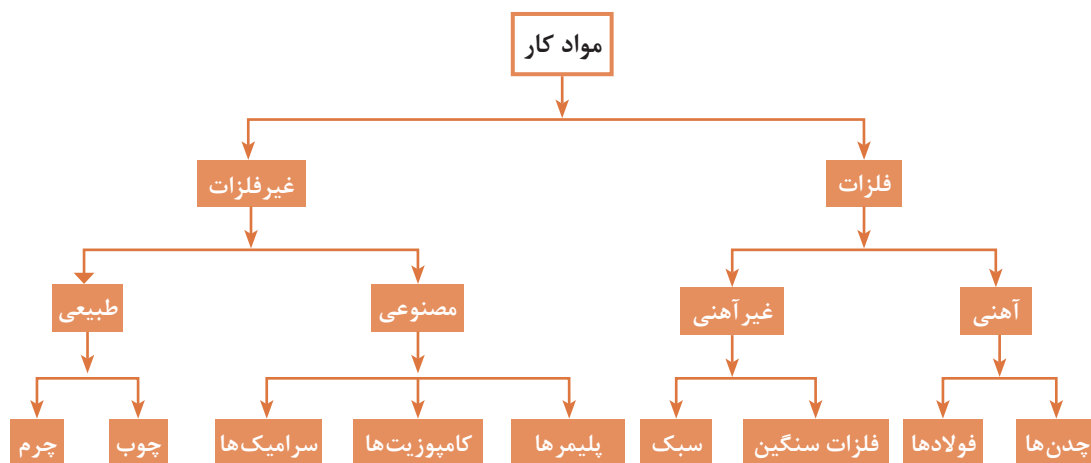 مواد کار
فلزات
غیرفلزات
آهنی
غیرآهنی
مصنوعی
طبیعی
چدن‌ها
فولادها
فلزات سنگین
سبک
پلیمرها
کامپوزیت‌ها
سرامیک‌ها
چوب
چرم